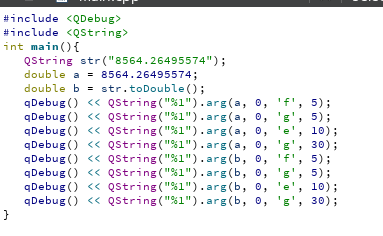 #include <QDebug>
#include <QString>
int main(){
QString str("8564.26495574");
double a = 8564.26495574;
double b = str.toDouble();
qDebug() << QString("%1").arg(a, 0, 'f', 5);
qDebug() << QString("%1").arg(a, 0, 'g', 5);
qDebug() << QString("%1").arg(a, 0, 'e', 10);
qDebug() << QString("%1").arg(a, 0, 'g', 30);
qDebug() << QString("%1").arg(b, 0, 'f', 5);
qDebug() << QString("%1").arg(b, 0, 'g', 5);
qDebug() << QString("%1").arg(b, 0, 'e', 10);
qDebug() << QString("%1").arg(b, 0, 'g', 30);
}